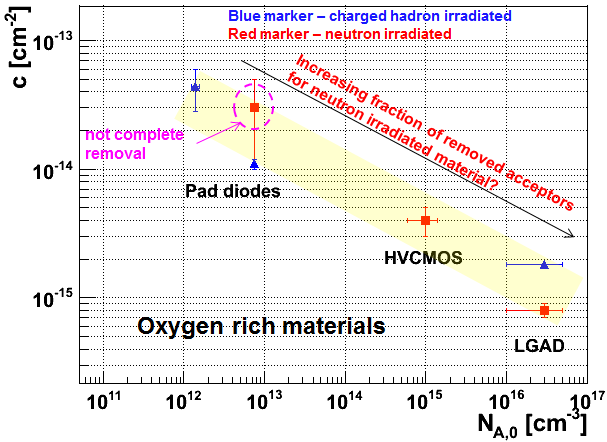 Blue marker – charged hadron irradiated
Red marker – neutron irradiated
c [cm⁻²]
10⁻¹³
10⁻¹⁴
10⁻¹⁵
Increasing fraction of removed acceptors
for neutron irradiated material?
not complete
removal
Pad diodes
HVCMOS
LGAD
Oxygen rich materials
10¹¹ 10¹² 10¹³ 10¹⁴ 10¹⁵ 10¹⁶ 10¹⁷
N_A,0 [cm⁻³]